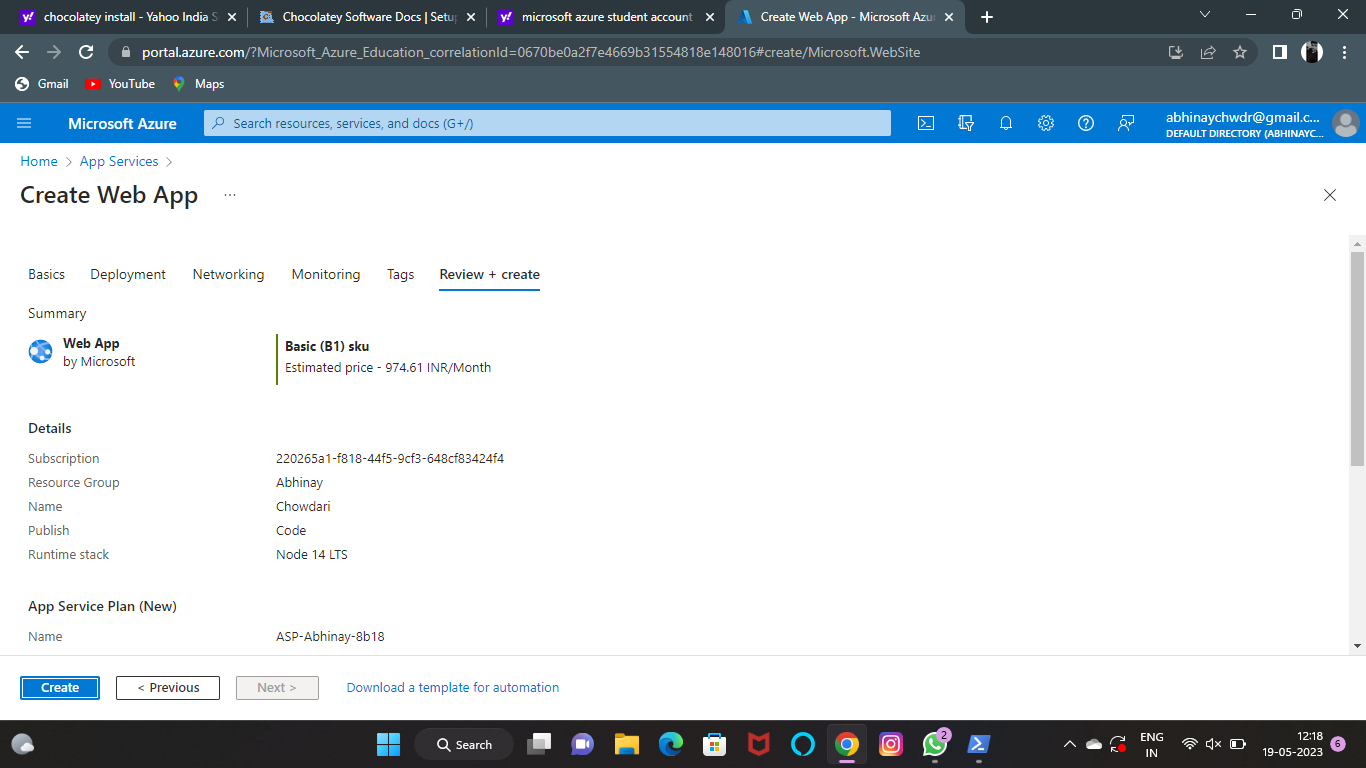 chocolatey install - Yahoo India S
Chocolatey Software Docs | Setup
microsoft azure student account
Create Web App - Microsoft Azur
portal.azure.com/?Microsoft_Azure_Education_correlationId=0670be0a2f7e4669b31554818e148016#create/Microsoft.WebSite
Gmail YouTube Maps
Microsoft Azure
Search resources, services, and docs (G+/)
abhinaychwdr@gmail.c...
DEFAULT DIRECTORY (ABHINAYC...
Home > App Services >
Create Web App ...
Basics Deployment Networking Monitoring Tags Review + create
Summary
Web App
by Microsoft
Basic (B1) sku
Estimated price - 974.61 INR/Month
Details
Subscription 220265a1-f818-44f5-9cf3-648cf83424f4
Resource Group Abhinay
Name Chowdari
Publish Code
Runtime stack Node 14 LTS
App Service Plan (New)
Name ASP-Abhinay-8b18
Create < Previous Next > Download a template for automation
Search
2
ENG
IN
12:18
19-05-2023
6